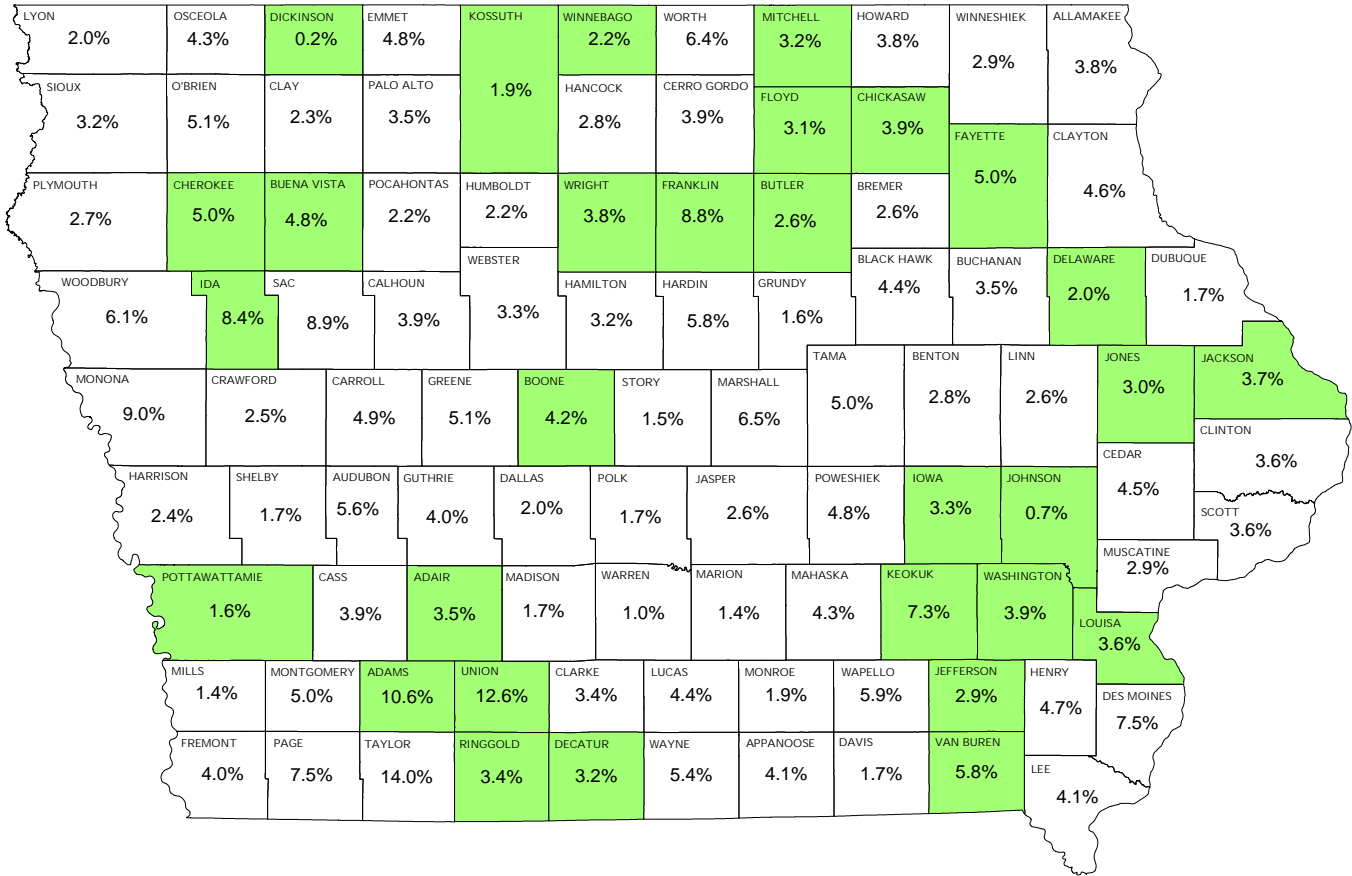 LYON
2.0%
OSCEOLA
4.3%
DICKINSON
0.2%
EMMET
4.8%
KOSSUTH
1.9%
WINNEBAGO
2.2%
WORTH
6.4%
MITCHELL
3.2%
HOWARD
3.8%
WINNESHIEK
2.9%
ALLAMAKEE
3.8%
SIOUX
3.2%
O'BRIEN
5.1%
CLAY
2.3%
PALO ALTO
3.5%
HANCOCK
2.8%
CERRO GORDO
3.9%
FLOYD
3.1%
CHICKASAW
3.9%
FAYETTE
5.0%
CLAYTON
4.6%
PLYMOUTH
2.7%
CHEROKEE
5.0%
BUENA VISTA
4.8%
POCAHONTAS
2.2%
HUMBOLDT
2.2%
WRIGHT
3.8%
FRANKLIN
8.8%
BUTLER
2.6%
BREMER
2.6%
WOODBURY
6.1%
IDA
8.4%
SAC
8.9%
CALHOUN
3.9%
WEBSTER
3.3%
HAMILTON
3.2%
HARDIN
5.8%
GRUNDY
1.6%
BLACK HAWK
4.4%
BUCHANAN
3.5%
DELAWARE
2.0%
DUBUQUE
1.7%
MONONA
9.0%
CRAWFORD
2.5%
CARROLL
4.9%
GREENE
5.1%
BOONE
4.2%
STORY
1.5%
MARSHALL
6.5%
TAMA
5.0%
BENTON
2.8%
LINN
2.6%
JONES
3.0%
JACKSON
3.7%
CLINTON
3.6%
CEDAR
4.5%
HARRISON
2.4%
SHELBY
1.7%
AUDUBON
5.6%
GUTHRIE
4.0%
DALLAS
2.0%
POLK
1.7%
JASPER
2.6%
POWESHIEK
4.8%
IOWA
3.3%
JOHNSON
0.7%
SCOTT
3.6%
MUSCATINE
2.9%
POTTAWATTAMIE
1.6%
CASS
3.9%
ADAIR
3.5%
MADISON
1.7%
WARREN
1.0%
MARION
1.4%
MAHASKA
4.3%
KEOKUK
7.3%
WASHINGTON
3.9%
LOUISA
3.6%
MILLS
1.4%
MONTGOMERY
5.0%
ADAMS
10.6%
UNION
12.6%
CLARKE
3.4%
LUCAS
4.4%
MONROE
1.9%
WAPELLO
5.9%
JEFFERSON
2.9%
HENRY
4.7%
DES MOINES
7.5%
FREMONT
4.0%
PAGE
7.5%
TAYLOR
14.0%
RINGGOLD
3.4%
DECATUR
3.2%
WAYNE
5.4%
APPANOOSE
4.1%
DAVIS
1.7%
VAN BUREN
5.8%
LEE
4.1%